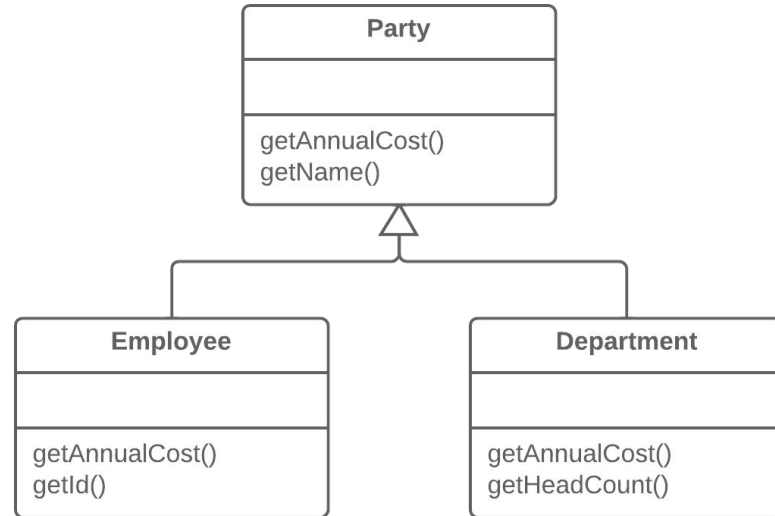 Party
getAnnualCost()
getName()
Employee
getAnnualCost()
getId()
Department
getAnnualCost()
getHeadCount()